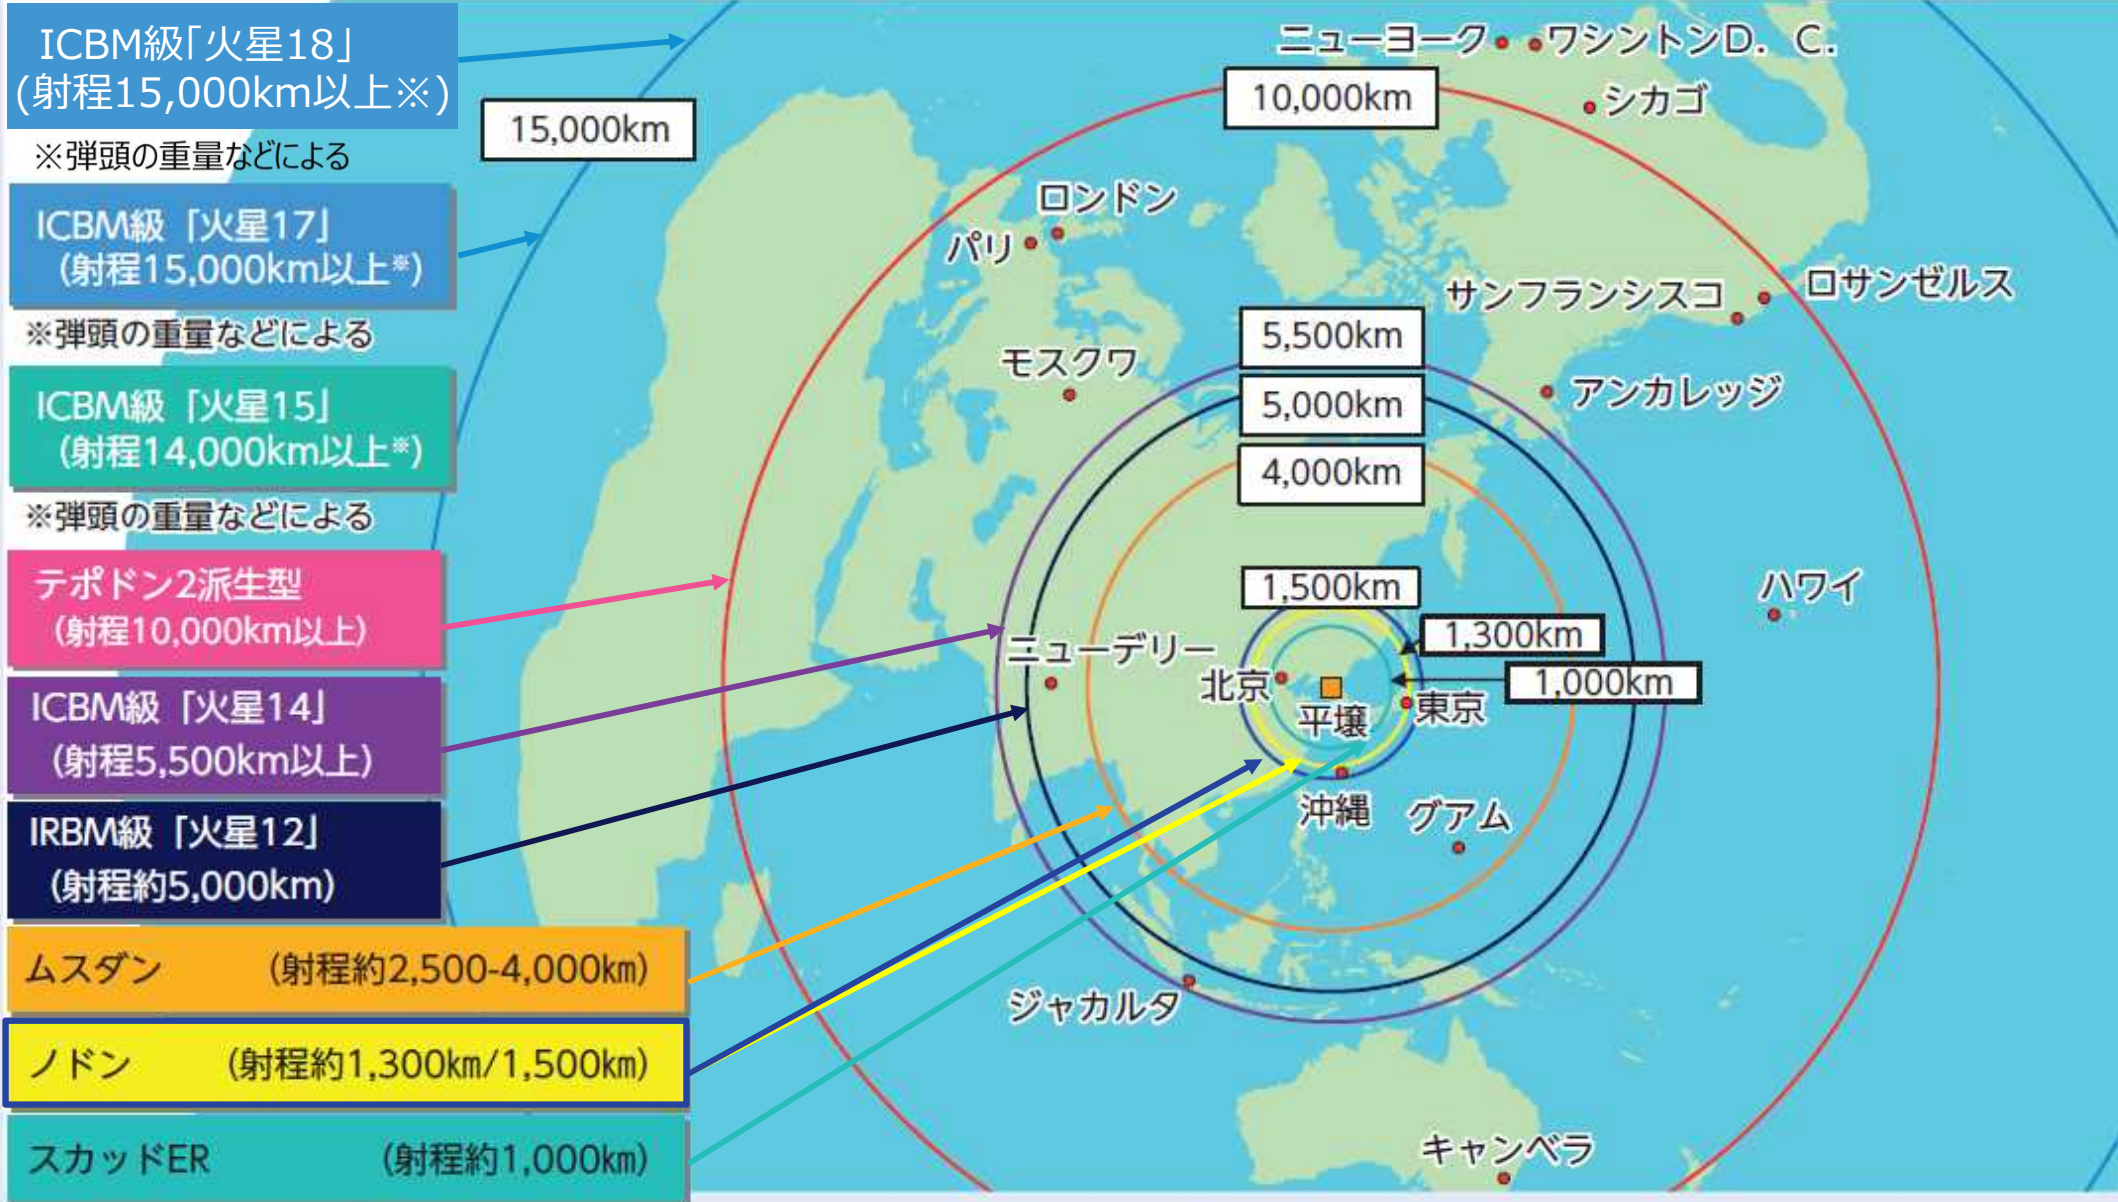 ICBM級「火星18」
(射程15,000km以上※)
※弾頭の重量などによる
ICBM級「火星17」
(射程15,000km以上※)
※弾頭の重量などによる
ICBM級「火星15」
(射程14,000km以上※)
※弾頭の重量などによる
テポドン2派生型
(射程10,000km以上)
ICBM級「火星14」
(射程5,500km以上)
IRBM級「火星12」
(射程約5,000km)
ムスダン (射程約2,500-4,000㎞)
ノドン (射程約1,300㎞/1,500㎞)
スカッドER (射程約1,000㎞)
15,000km
10,000km
5,500km
5,000km
4,000km
1,500km
1,300km
1,000km
ニューヨーク
ワシントンD．C．
シカゴ
ロンドン
パリ
サンフランシスコ
ロサンゼルス
モスクワ
アンカレッジ
ハワイ
ニューデリー
北京
平壌
東京
沖縄
グアム
ジャカルタ
キャンベラ